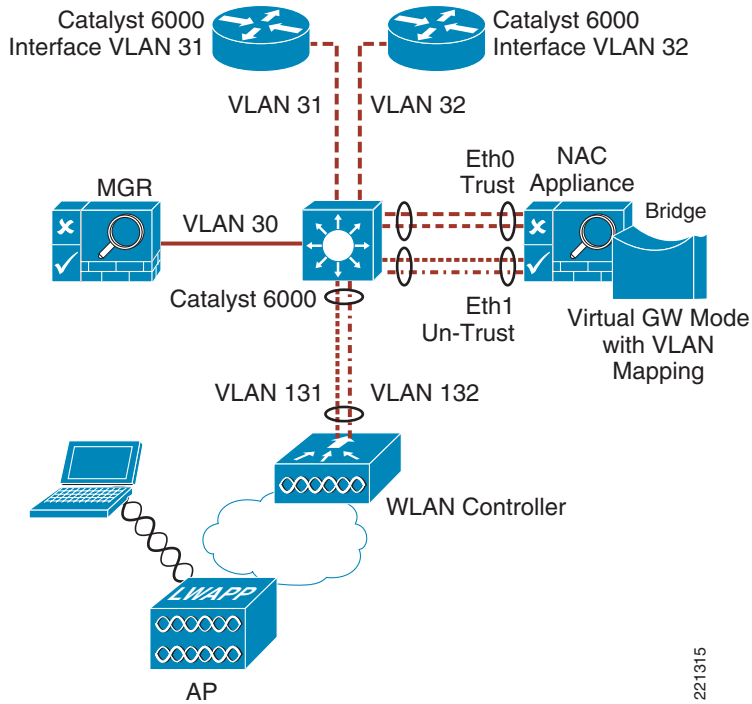 Catalyst 6000
Interface VLAN 31
Catalyst 6000
Interface VLAN 32
VLAN 31
VLAN 32
MGR
VLAN 30
Eth0
Trust
NAC
Appliance
Bridge
Catalyst 6000
Eth1
Un-Trust
Virtual GW Mode
with VLAN
Mapping
VLAN 131
VLAN 132
WLAN Controller
LWAPP
AP
221315